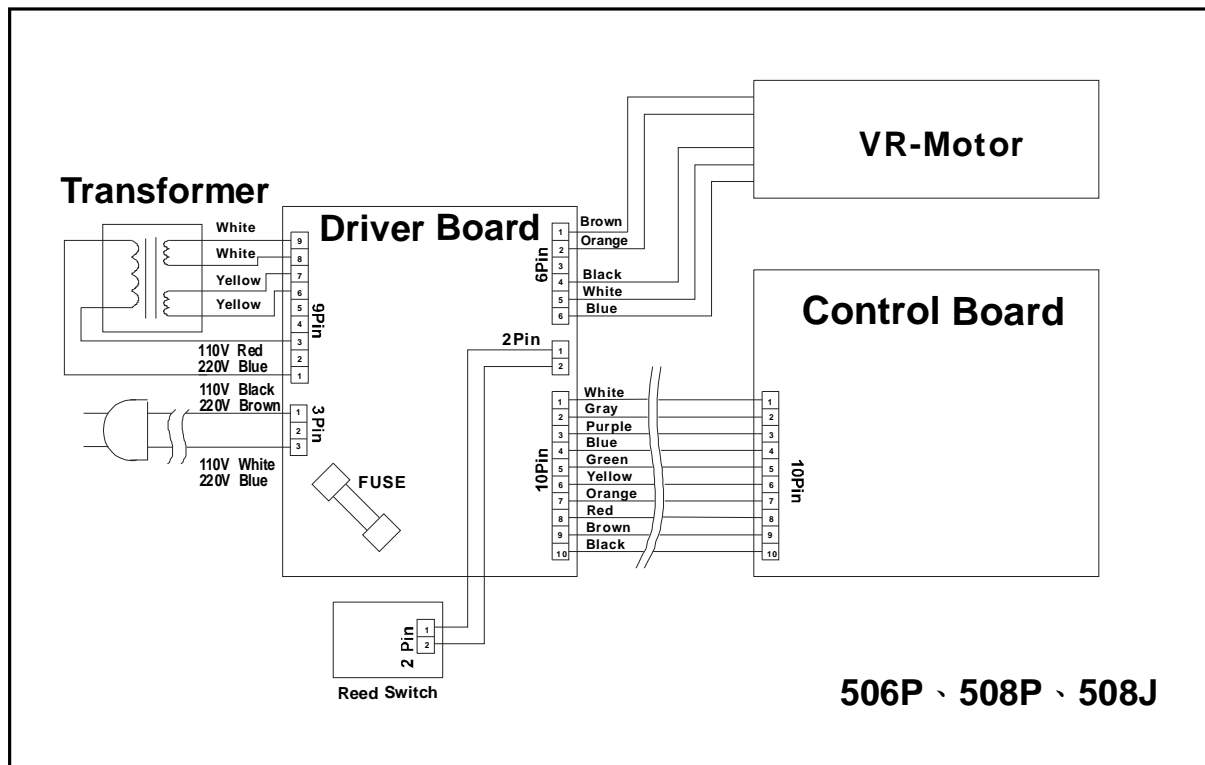 VR-Motor
Transformer
Driver Board
White
White
Yellow
Yellow
9
8
7
6
5
4
3
2
1
9Pin
110V Red
220V Blue
110V Black
220V Brown
1
2
3
3Pin
110V White
220V Blue
FUSE
Brown
Orange
Black
White
Blue
1
2
3
4
5
6
6Pin
2Pin
1
2
Control Board
White
Gray
Purple
Blue
Green
Yellow
Orange
Red
Brown
Black
1
2
3
4
5
6
7
8
9
10
10Pin
1
2
3
4
5
6
7
8
9
10
10Pin
1
2
2 Pin
Reed Switch
506P、508P、508J